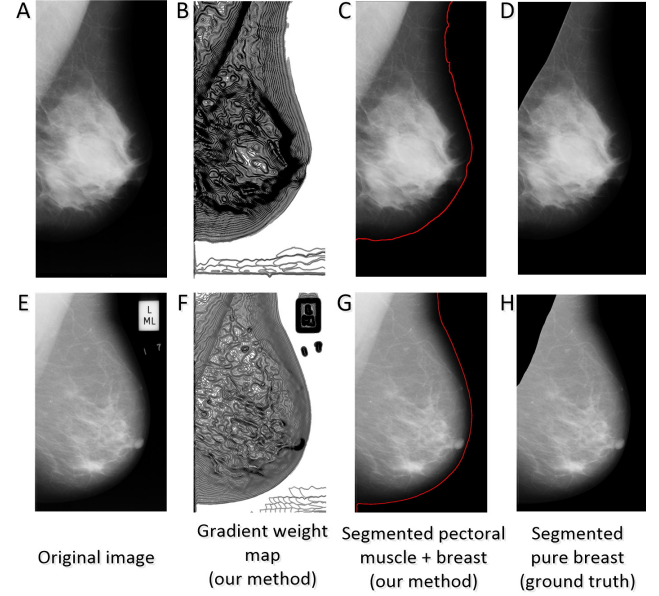 A B C D
E F G H
L
ML
7
Original image
Gradient weight
map
(our method)
Segmented pectoral
muscle + breast
(our method)
Segmented
pure breast
(ground truth)